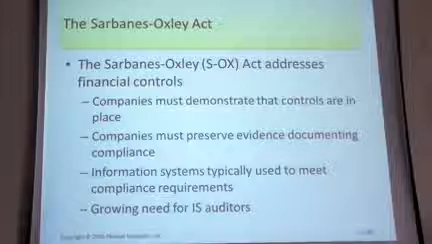 The Sarbanes-Oxley Act
• The Sarbanes-Oxley (S-OX) Act addresses
financial controls
– Companies must demonstrate that controls are in
place
– Companies must preserve evidence documenting
compliance
– Information systems typically used to meet
compliance requirements
– Growing need for IS auditors
Copyright ©